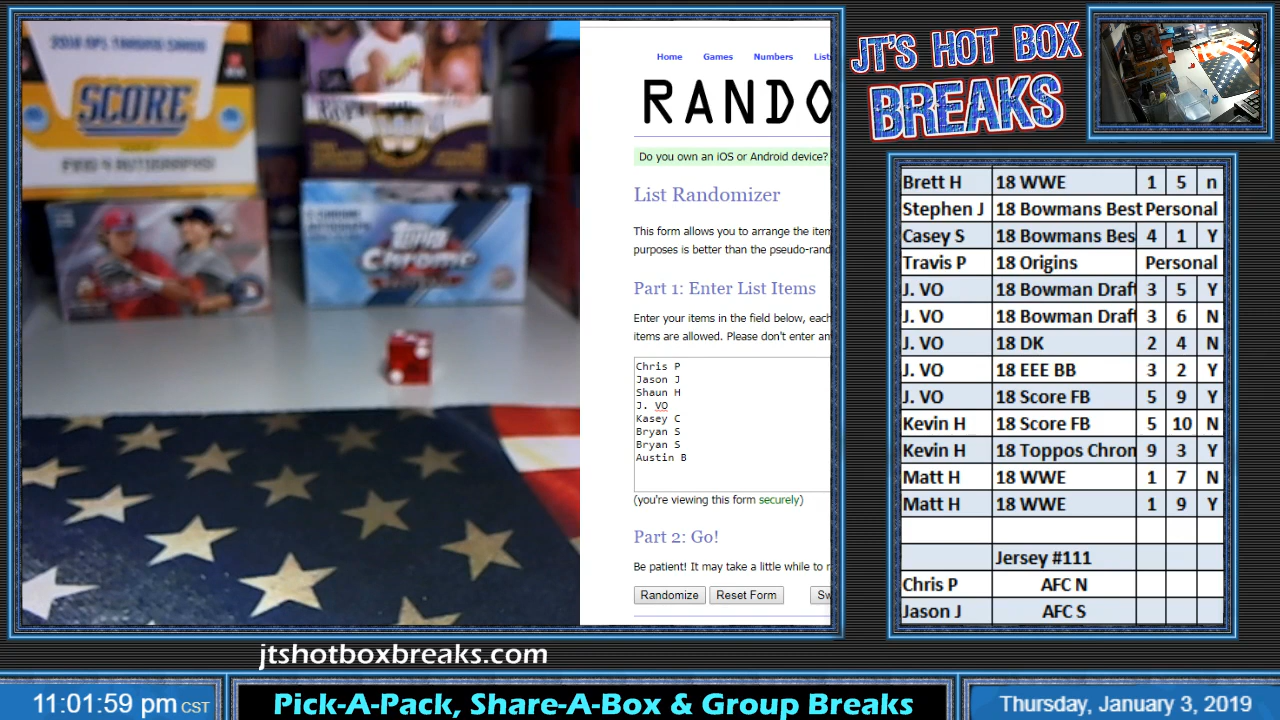 SCORE
Topps
Chrome
Home Games Numbers
RANDO
Do you own an iOS or Android device?
List Randomizer
This form allows you to arrange the
purposes is better than the
Part 1: Enter List Items
Enter your items in the field below,
items are allowed. Please don't enter
Chris P
Jason J
Shaun H
J. VO
Kasey C
Bryan S
Bryan S
Austin B
(you're viewing this form securely)
Part 2: Go!
Be patient! It may take a little while to
Randomize Reset Form
JT'S HOT BOX
BREAKS
Brett H 18 WWE 1 5 n
Stephen J 18 Bowmans Best Personal
Casey S 18 Bowmans Bes 4 1 Y
Travis P 18 Origins Personal
J. VO 18 Bowman Draft 3 5 Y
J. VO 18 Bowman Draft 3 6 N
J. VO 18 DK 2 4 N
J. VO 18 EEE BB 3 2 Y
J. VO 18 Score FB 5 9 Y
Kevin H 18 Score FB 5 10 N
Kevin H 18 Toppos Chrom 9 3 Y
Matt H 18 WWE 1 7 N
Matt H 18 WWE 1 9 Y
Jersey #111
Chris P AFC N
Jason J AFC S
jtshotboxbreaks.com
11:01:59 pm CST
Pick-A-Pack, Share-A-Box & Group Breaks
Thursday, January 3, 2019